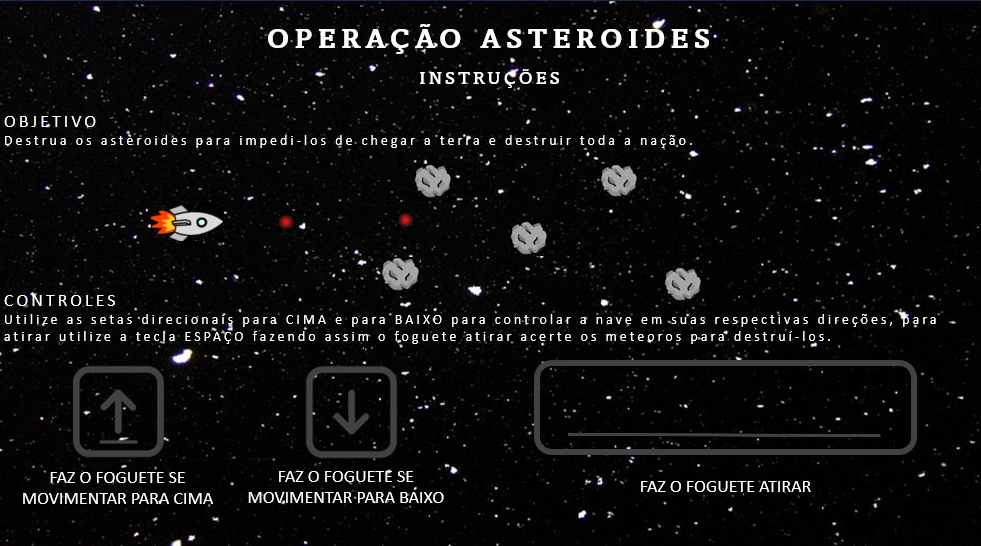 OPERAÇÃO ASTEROIDES
INSTRUÇÕES
OBJETIVO
Destrua os asteroides para impedi-los de chegar a terra e destruir toda a nação.
CONTROLES
Utilize as setas direcionais para CIMA e para BAIXO para controlar a nave em suas respectivas direções, para
atirar utilize a tecla ESPAÇO fazendo assim o foguete atirar acerte os meteoros para destruí-los.
FAZ O FOGUETE SE
MOVIMENTAR PARA CIMA
FAZ O FOGUETE SE
MOVIMENTAR PARA BAIXO
FAZ O FOGUETE ATIRAR